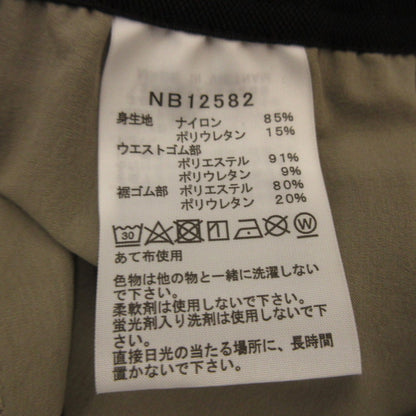 NB12582
身生地 ナイロン 85%
ポリウレタン 15%
ウエストゴム部
ポリエステル 91%
ポリウレタン 9%
裾ゴム部 ポリエステル 80%
ポリウレタン 20%
30 W
あて布使用
色物は他の物と一緒に洗濯しない
で下さい。
柔軟剤は使用しないで下さい。
蛍光剤入り洗剤は使用しないで
下さい。
直接日光の当たる場所に、長時間
置かないで下さい。